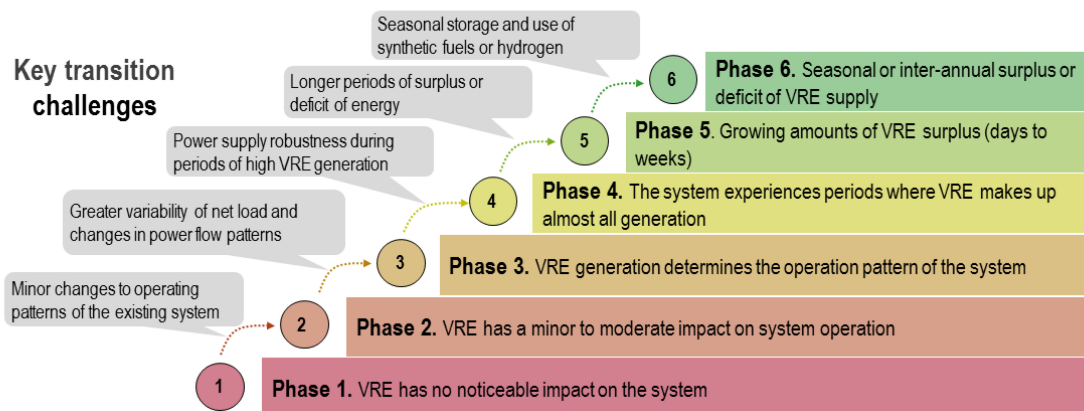 Key transition
challenges
Seasonal storage and use of
synthetic fuels or hydrogen
Longer periods of surplus or
deficit of energy
Power supply robustness during
periods of high VRE generation
Greater variability of net load and
changes in power flow patterns
Minor changes to operating
patterns of the existing system
6
Phase 6. Seasonal or inter-annual surplus or
deficit of VRE supply
5
Phase 5. Growing amounts of VRE surplus (days to
weeks)
4
Phase 4. The system experiences periods where VRE makes up
almost all generation
3
Phase 3. VRE generation determines the operation pattern of the system
2
Phase 2. VRE has a minor to moderate impact on system operation
1
Phase 1. VRE has no noticeable impact on the system